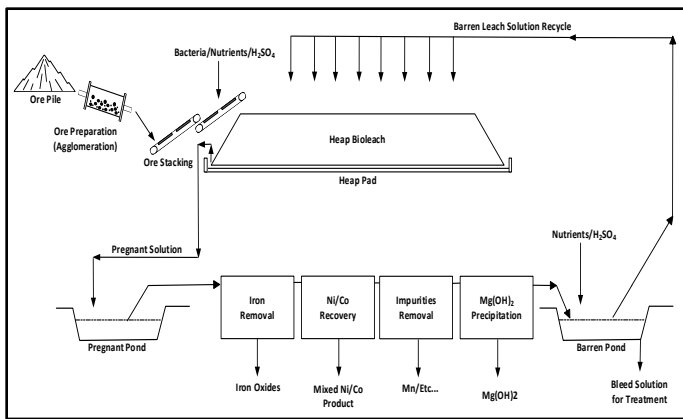 Barren Leach Solution Recycle
Bacteria/Nutrients/H₂SO₄
Ore Pile
Ore Preparation
(Agglomeration)
Ore Stacking
Heap Bioleach
Heap Pad
Pregnant Solution
Nutrients/H₂SO₄
Iron
Removal
Ni/Co
Recovery
Impurities
Removal
Mg(OH)₂
Precipitation
Pregnant Pond
Barren Pond
Iron Oxides
Mixed Ni/Co
Product
Mn/Etc...
Mg(OH)2
Bleed Solution
for Treatment